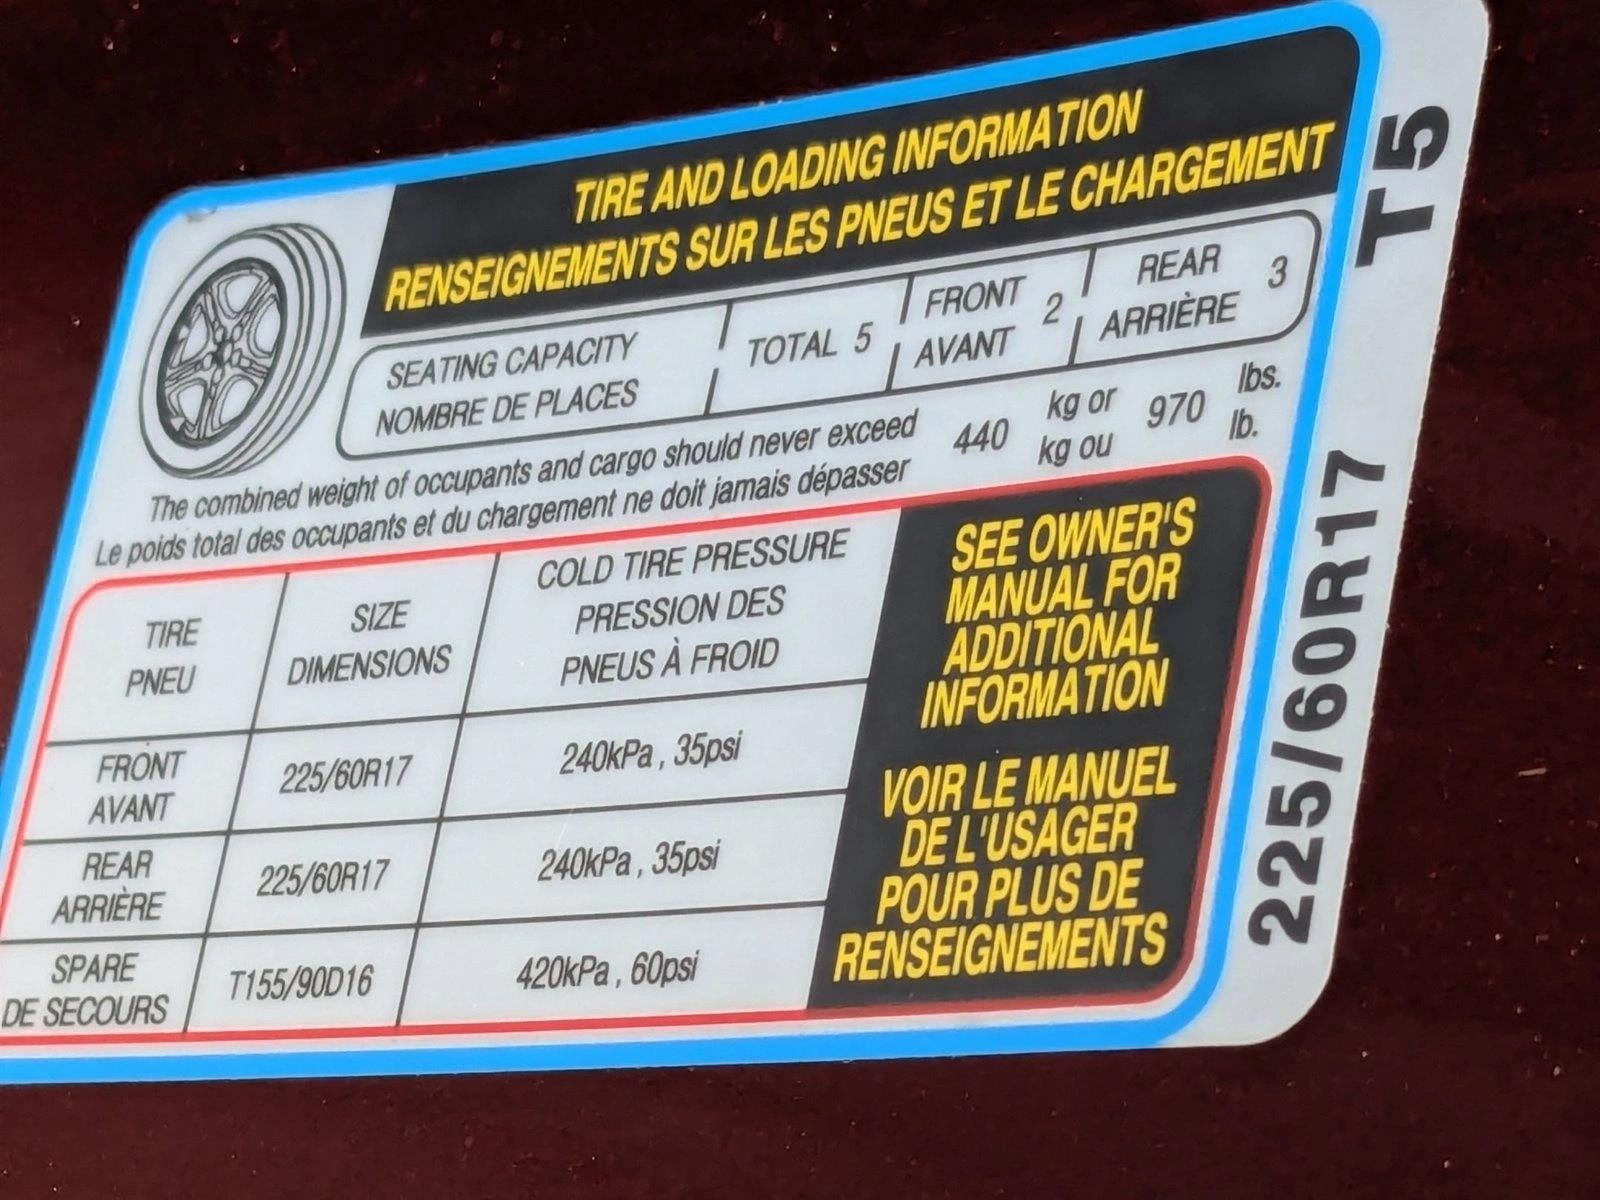 TIRE AND LOADING INFORMATION
RENSEIGNEMENTS SUR LES PNEUS ET LE CHARGEMENT
SEATING CAPACITY
NOMBRE DE PLACES
TOTAL 5
FRONT
AVANT
2
REAR
ARRIÈRE
3
The combined weight of occupants and cargo should never exceed
Le poids total des occupants et du chargement ne doit jamais dépasser
440
kg or
kg ou
970
lbs.
lb.
TIRE
PNEU
SIZE
DIMENSIONS
COLD TIRE PRESSURE
PRESSION DES
PNEUS À FROID
FRONT
AVANT
225/60R17
240kPa , 35psi
REAR
ARRIÈRE
225/60R17
240kPa , 35psi
SPARE
DE SECOURS
T155/90D16
420kPa , 60psi
SEE OWNER'S
MANUAL FOR
ADDITIONAL
INFORMATION
VOIR LE MANUEL
DE L'USAGER
POUR PLUS DE
RENSEIGNEMENTS
225/60R17 T5